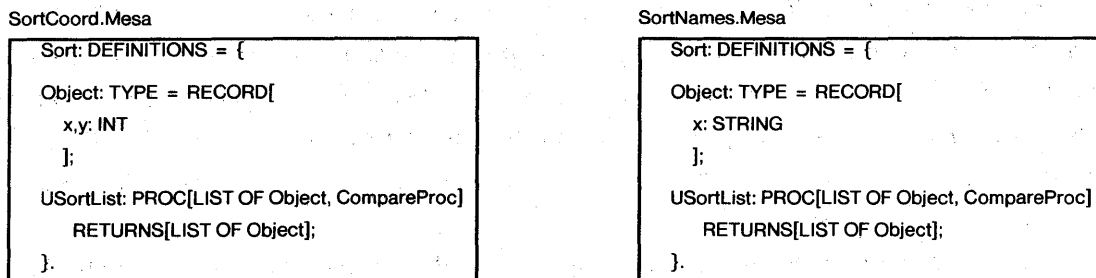 SortCoord.Mesa
Sort: DEFINITIONS = {
Object: TYPE = RECORD[
x,y: INT
];
USortList: PROC[LIST OF Object, CompareProc]
RETURNS[LIST OF Object];
}.
SortNames.Mesa
Sort: DEFINITIONS = {
Object: TYPE = RECORD[
x: STRING
];
USortList: PROC[LIST OF Object, CompareProc]
RETURNS[LIST OF Object];
}.